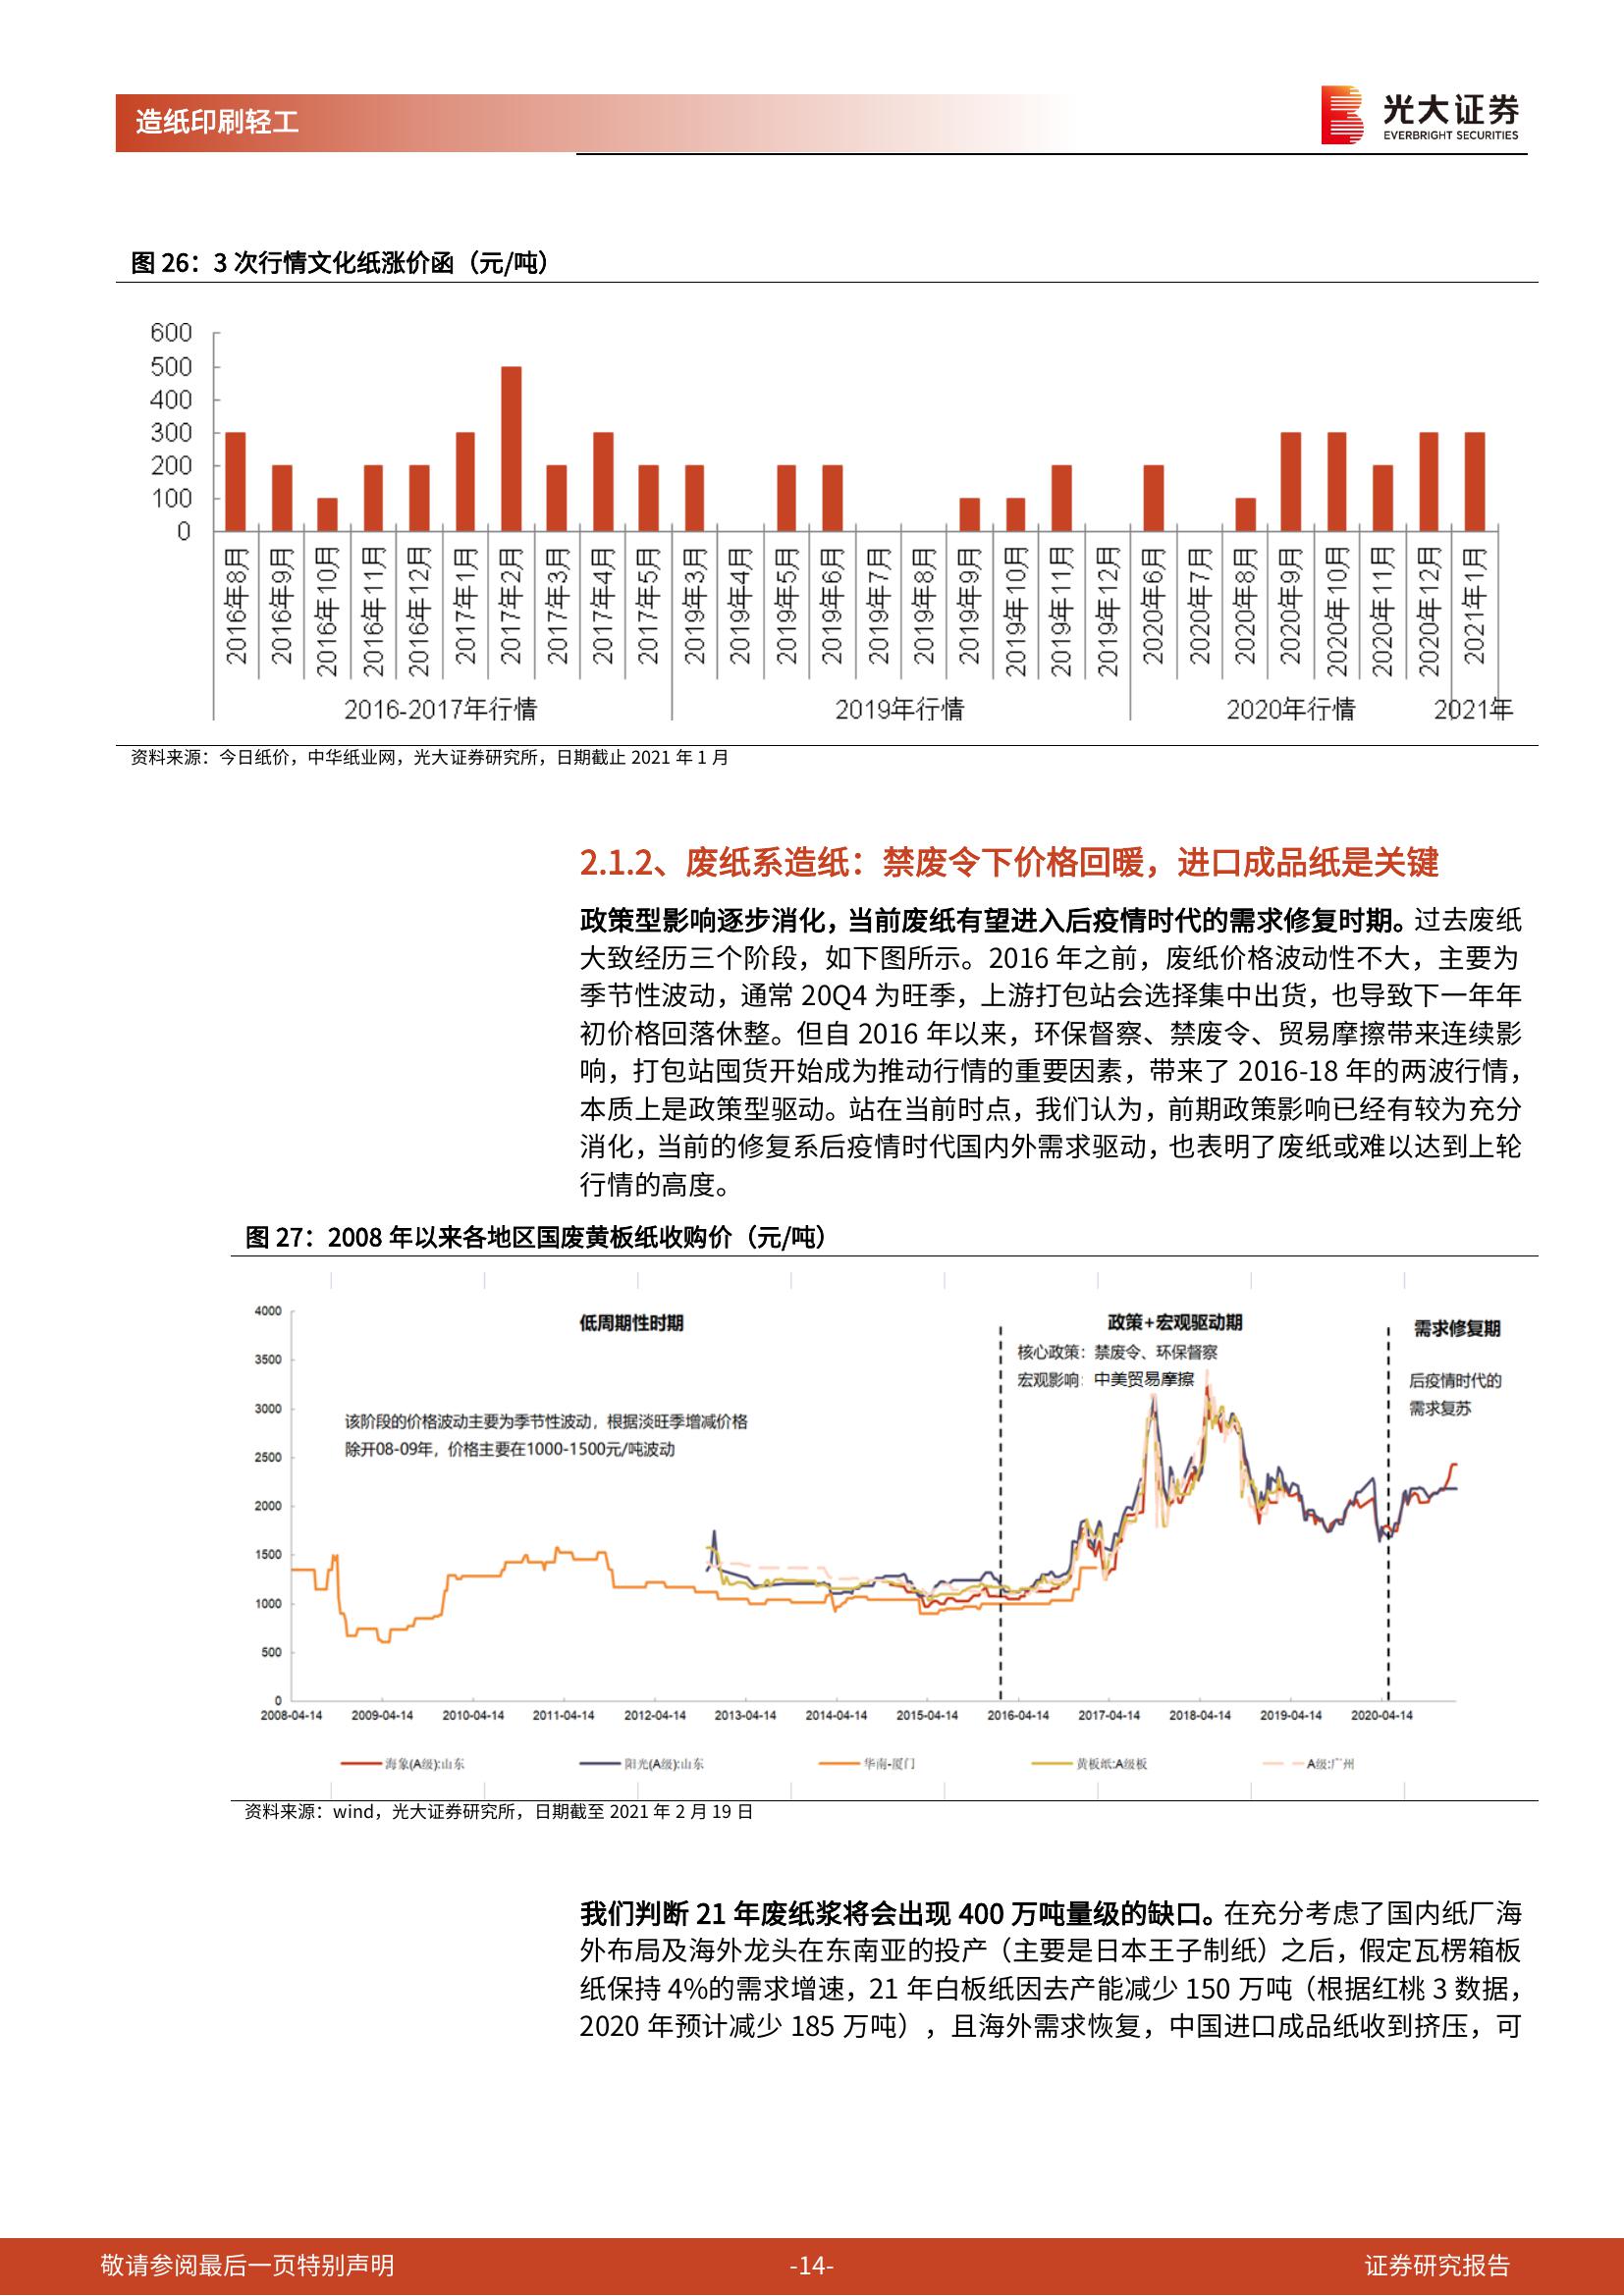 造纸印刷轻工
光大证券
EVERBRIGHT SECURITIES
图 26：3 次行情文化纸涨价函（元/吨）
600
500
400
300
200
100
0
2016年8月
2016年9月
2016年10月
2016年11月
2016年12月
2017年1月
2017年2月
2017年3月
2017年4月
2017年5月
2019年3月
2019年4月
2019年5月
2019年6月
2019年7月
2019年8月
2019年9月
2019年10月
2019年11月
2019年12月
2020年6月
2020年7月
2020年8月
2020年9月
2020年10月
2020年11月
2020年12月
2021年1月
2016-2017年行情
2019年行情
2020年行情
2021年
资料来源：今日纸价，中华纸业网，光大证券研究所，日期截止 2021 年 1 月
2.1.2、废纸系造纸：禁废令下价格回暖，进口成品纸是关键
政策型影响逐步消化，当前废纸有望进入后疫情时代的需求修复时期。过去废纸
大致经历三个阶段，如下图所示。2016 年之前，废纸价格波动性不大，主要为
季节性波动，通常 20Q4 为旺季，上游打包站会选择集中出货，也导致下一年年
初价格回落休整。但自 2016 年以来，环保督察、禁废令、贸易摩擦带来连续影
响，打包站囤货开始成为推动行情的重要因素，带来了 2016-18 年的两波行情，
本质上是政策型驱动。站在当前时点，我们认为，前期政策影响已经有较为充分
消化，当前的修复系后疫情时代国内外需求驱动，也表明了废纸或难以达到上轮
行情的高度。
图 27：2008 年以来各地区国废黄板纸收购价（元/吨）
4000
3500
3000
2500
2000
1500
1000
500
0
低周期性时期
该阶段的价格波动主要为季节性波动，根据淡旺季增减价格
除开08-09年，价格主要在1000-1500元/吨波动
政策+宏观驱动期
核心政策：禁废令、环保督察
宏观影响：中美贸易摩擦
需求修复期
后疫情时代的
需求复苏
2008-04-14
2009-04-14
2010-04-14
2011-04-14
2012-04-14
2013-04-14
2014-04-14
2015-04-14
2016-04-14
2017-04-14
2018-04-14
2019-04-14
2020-04-14
海象(A级):山东
阳光(A级):山东
华南-厦门
黄板纸:A级板
A级:广州
资料来源：wind，光大证券研究所，日期截至 2021 年 2 月 19 日
我们判断 21 年废纸浆将会出现 400 万吨量级的缺口。在充分考虑了国内纸厂海
外布局及海外龙头在东南亚的投产（主要是日本王子制纸）之后，假定瓦楞箱板
纸保持 4%的需求增速，21 年白板纸因去产能减少 150 万吨（根据红桃 3 数据，
2020 年预计减少 185 万吨），且海外需求恢复，中国进口成品纸收到挤压，可
敬请参阅最后一页特别声明
-14-
证券研究报告